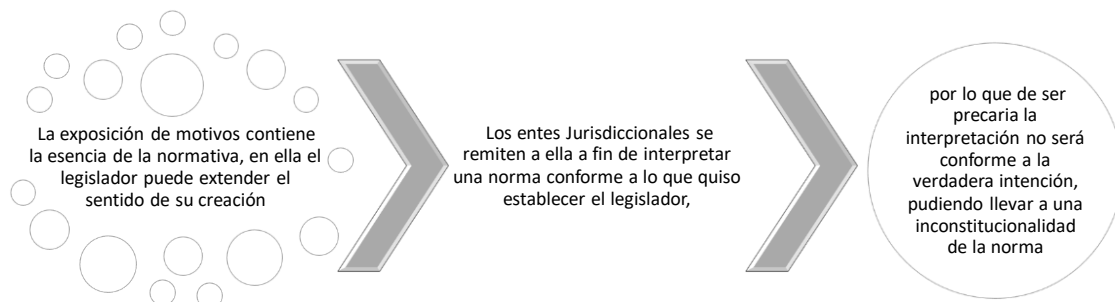 La exposición de motivos contiene
la esencia de la normativa, en ella el
legislador puede extender el
sentido de su creación
Los entes Jurisdiccionales se
remiten a ella a fin de interpretar
una norma conforme a lo que quiso
establecer el legislador,
por lo que de ser
precaria la
interpretación no será
conforme a la
verdadera intención,
pudiendo llevar a una
inconstitucionalidad
de la norma